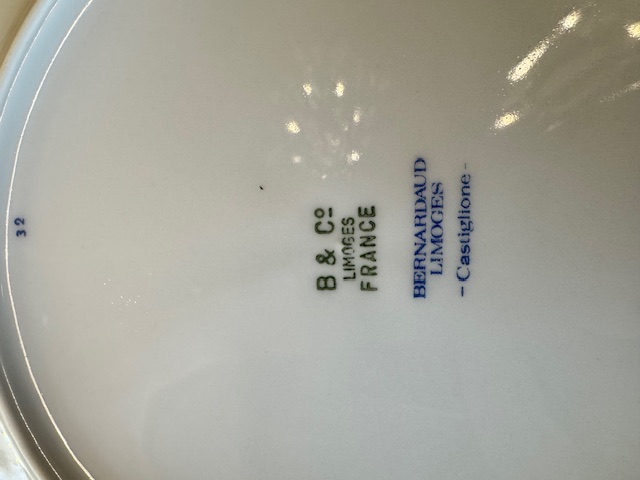 32
B & Cº
LIMOGES
FRANCE
BERNARDAUD
LIMOGES
- Castiglione -